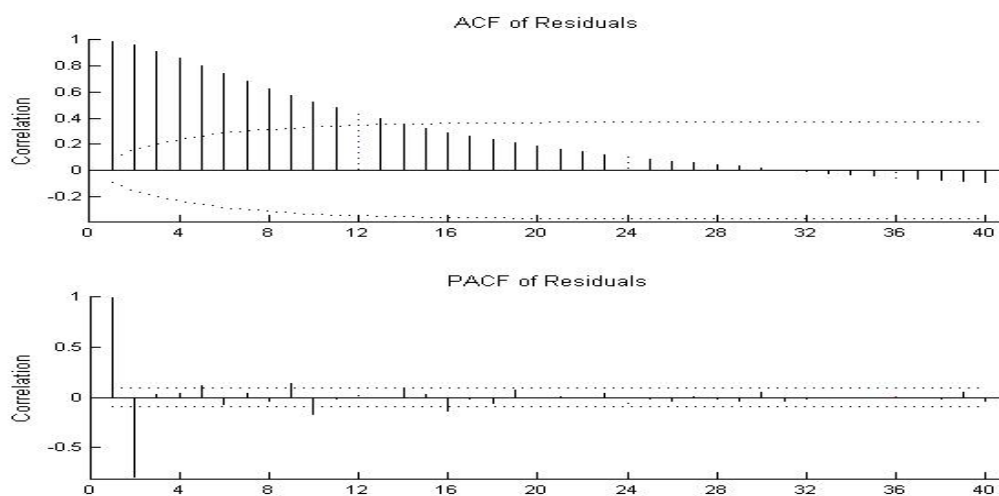 ACF of Residuals
1
0.8
0.6
0.4
0.2
0
-0.2
Correlation
0 4 8 12 16 20 24 28 32 36 40
PACF of Residuals
1
0.5
0
-0.5
Correlation
0 4 8 12 16 20 24 28 32 36 40